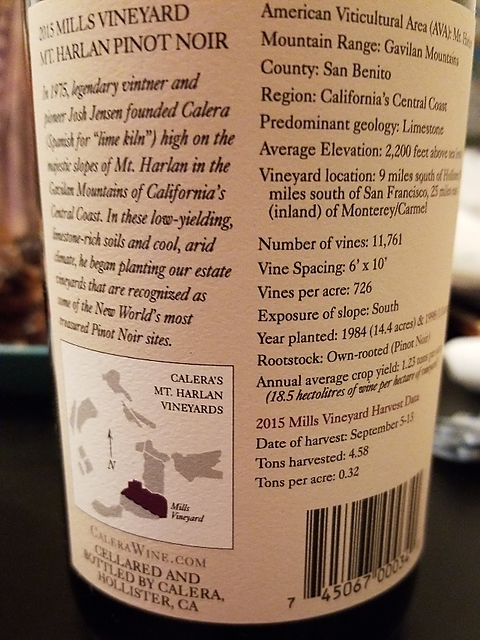 2015 MILLS VINEYARD
MT. HARLAN PINOT NOIR
In 1975, legendary vintner and
pioneer Josh Jensen founded Calera
(Spanish for "lime kiln") high on the
majestic slopes of Mt. Harlan in the
Gavilan Mountains of California's
Central Coast. In these low-yielding,
limestone-rich soils and cool, arid
climate, he began planting our estate
vineyards that are recognized as
some of the New World's most
treasured Pinot Noir sites.
CALERA'S
MT. HARLAN
VINEYARDS
N
Mills
Vineyard
CALERAWINE.COM
CELLARED AND
BOTTLED BY CALERA,
HOLLISTER, CA
American Viticultural Area (AVA): Mt.
Mountain Range: Gavilan Mountains
County: San Benito
Region: California's Central Coast
Predominant geology: Limestone
Average Elevation: 2,200 feet above
Vineyard location: 9 miles south of
miles south of San Francisco, 25 miles
(inland) of Monterey/Carmel
Number of vines: 11,761
Vine Spacing: 6' x 10'
Vines per acre: 726
Exposure of slope: South
Year planted: 1984 (14.4 acres) &
Rootstock: Own-rooted (Pinot Noir)
Annual average crop yield: 1.23
(18.5 hectolitres of wine per hectare of
2015 Mills Vineyard Harvest Data
Date of harvest: September 5-13
Tons harvested: 4.58
Tons per acre: 0.32
7 45067 0003